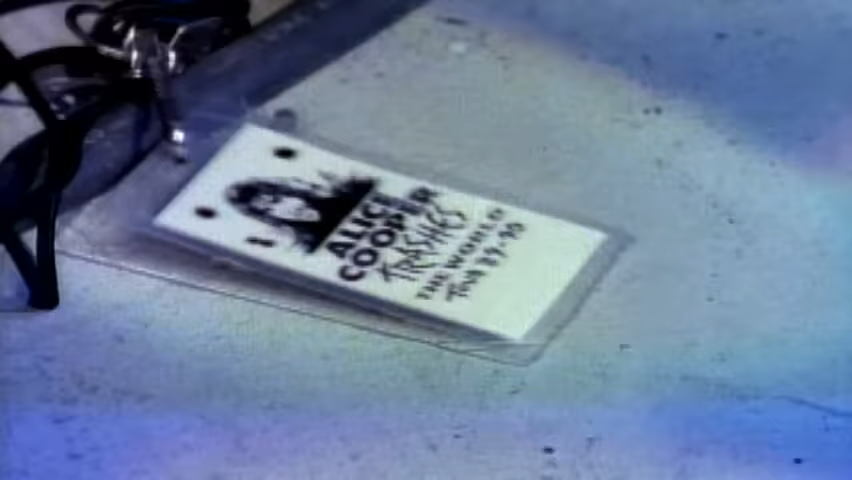 ALICE
COOPER
TRASHES
THE WORLD
TOUR 89-90